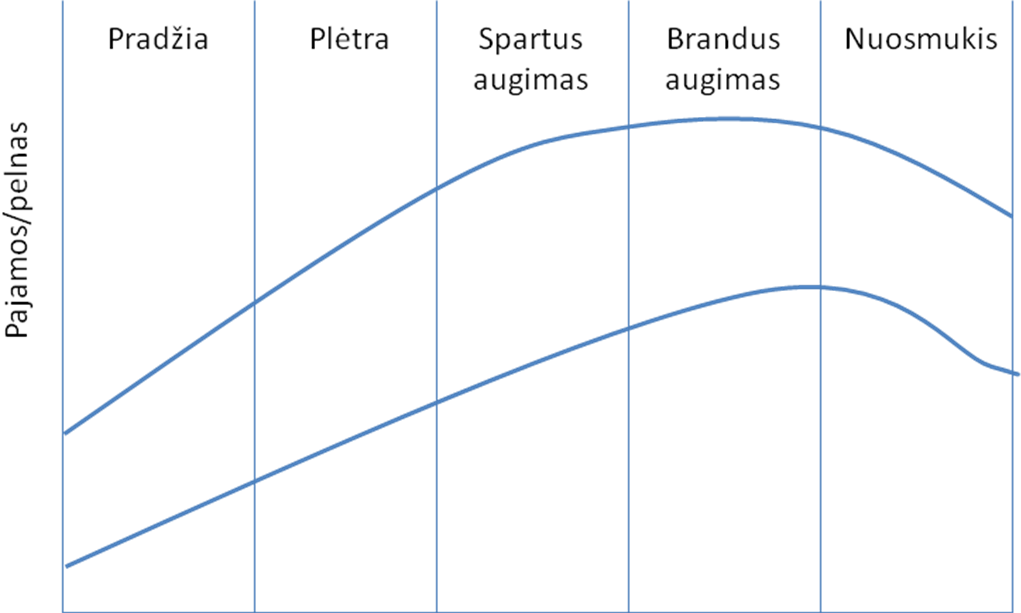 Pradžia
Plėtra
Spartus
augimas
Brandus
augimas
Nuosmukis
Pajamos/pelnas